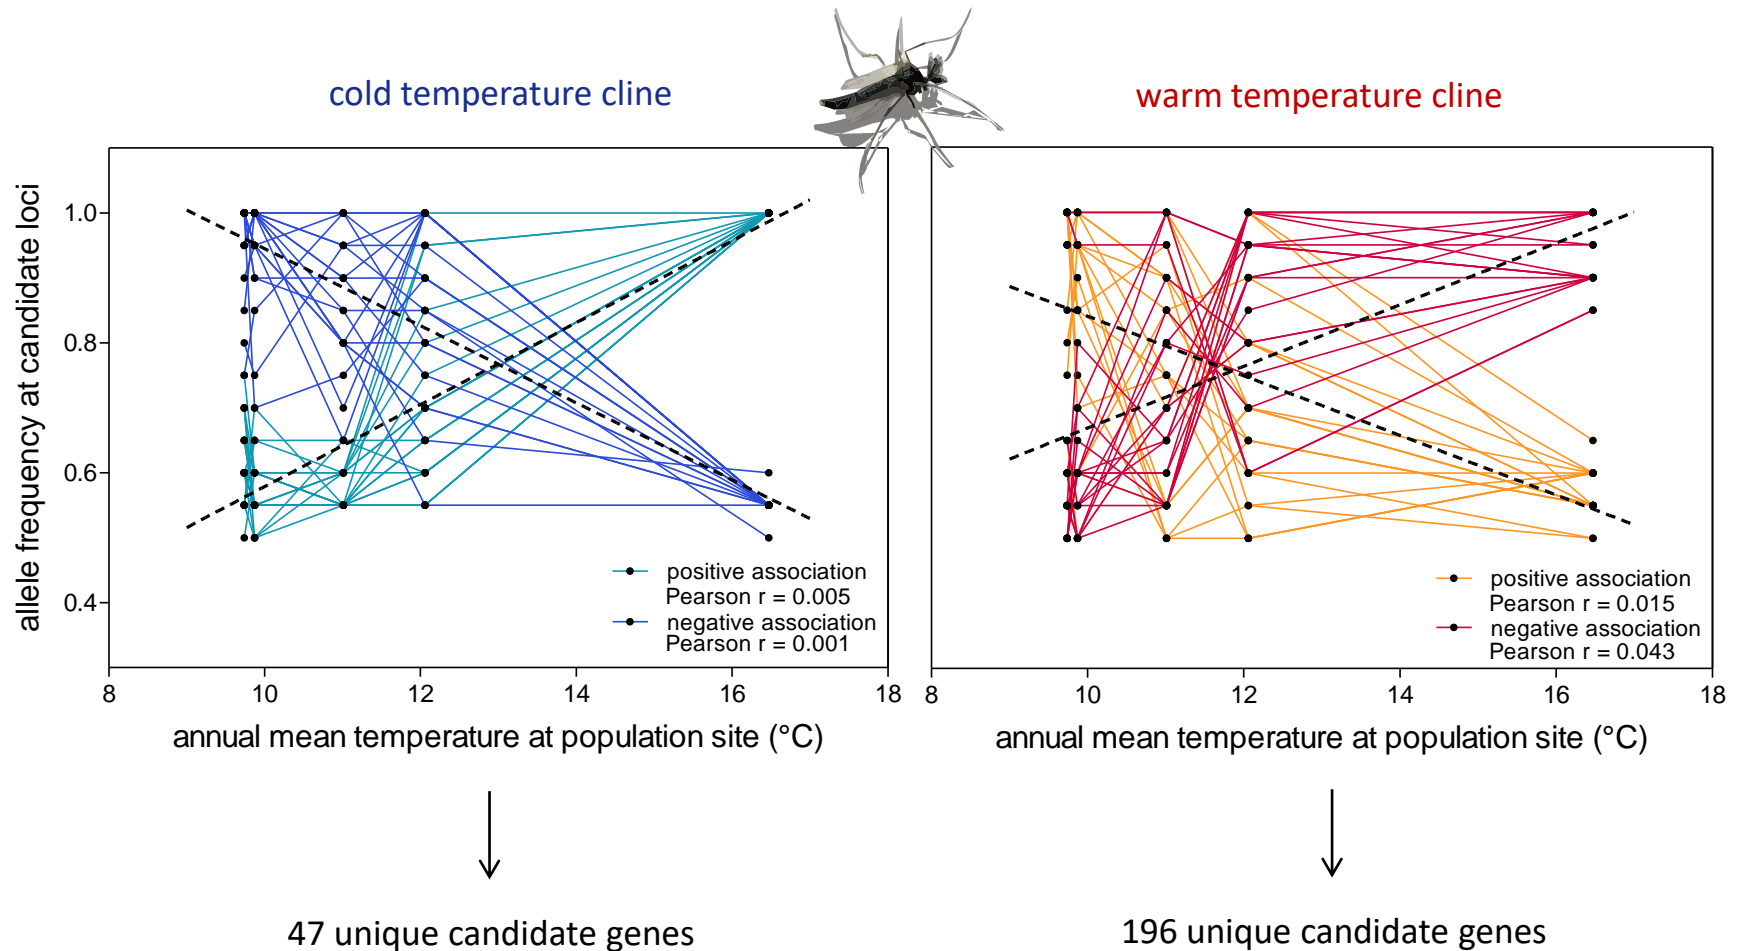 cold temperature cline
warm temperature cline
allele frequency at candidate loci
1.0
0.8
0.6
0.4
positive association
Pearson r = 0.005
negative association
Pearson r = 0.001
8
10
12
14
16
18
annual mean temperature at population site (°C)
positive association
Pearson r = 0.015
negative association
Pearson r = 0.043
8
10
12
14
16
18
annual mean temperature at population site (°C)
47 unique candidate genes
196 unique candidate genes